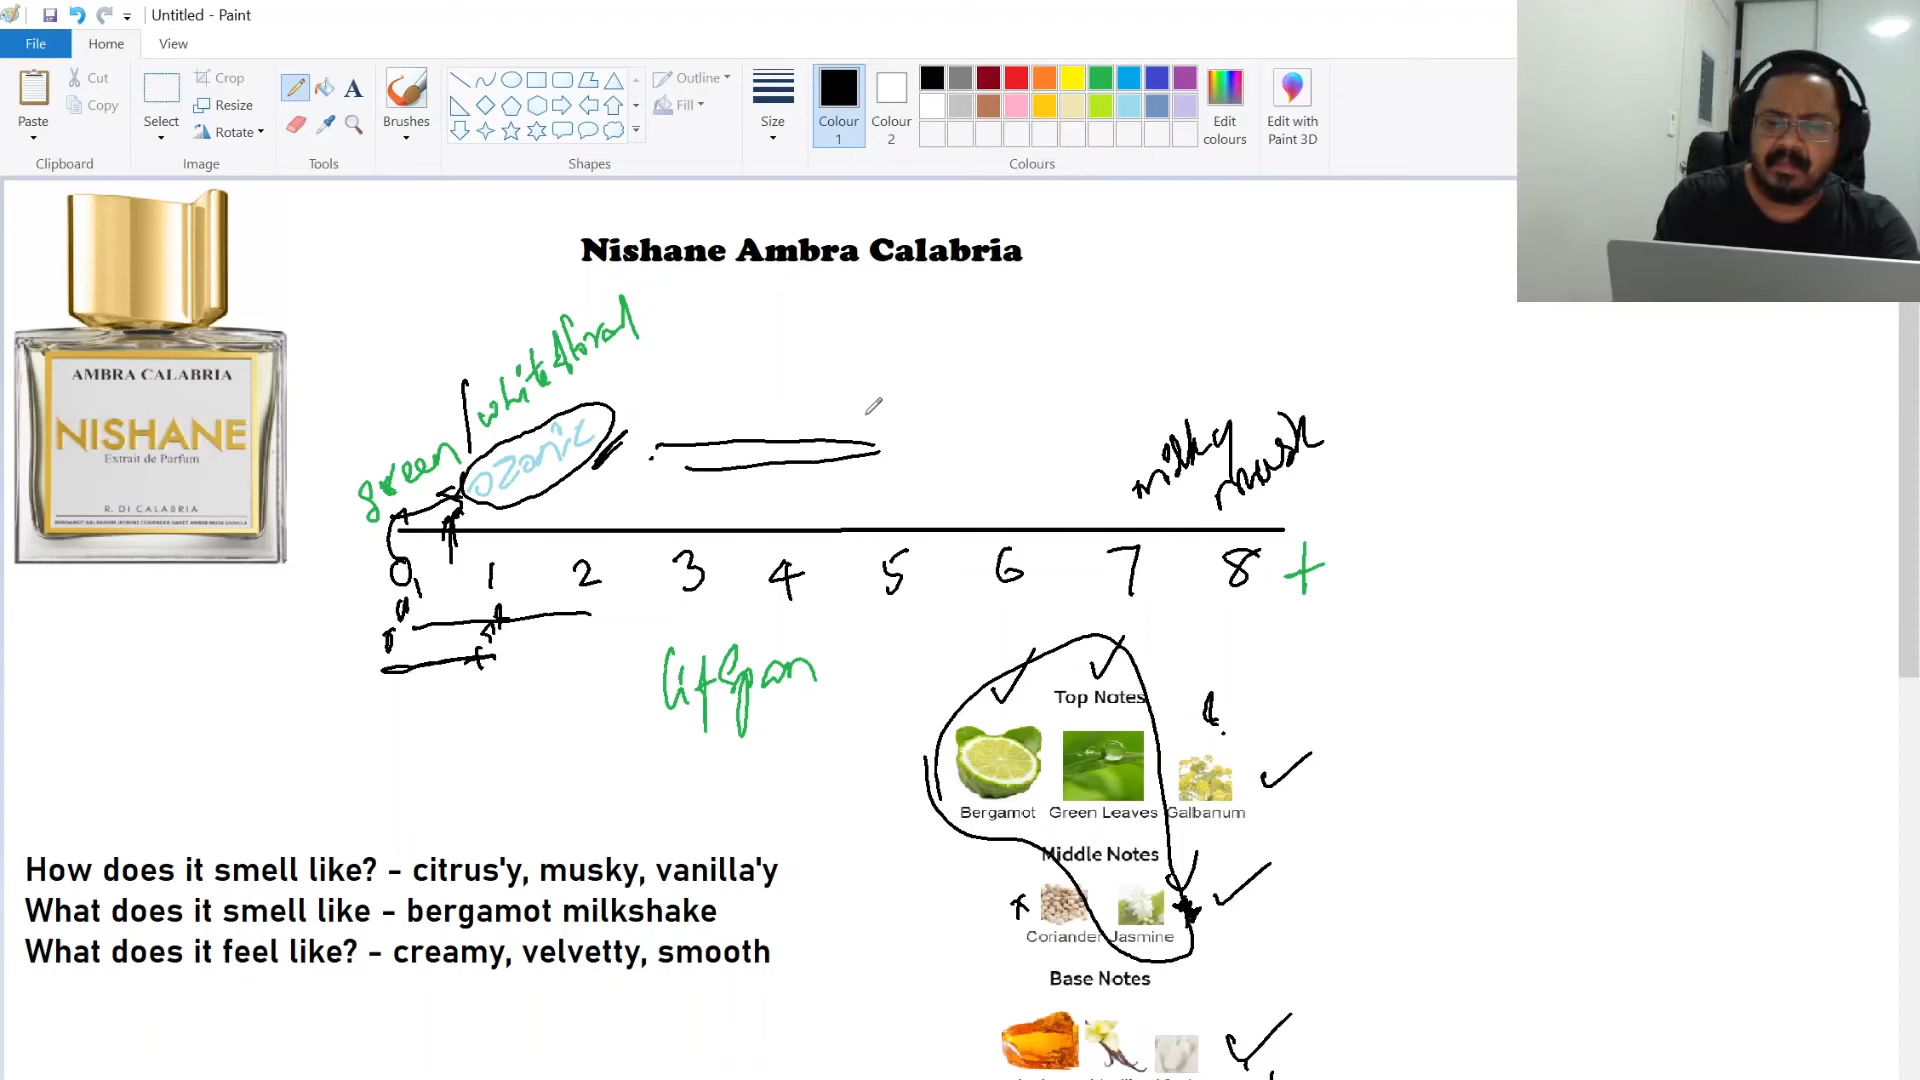 Untitled - Paint
File Home View
Paste
Cut
Copy
Clipboard
Select
Crop
Resize
Rotate
Image
Tools
Brushes
Shapes
Outline
Fill
Size
Colour 1
Colour 2
Edit colours
Edit with Paint 3D
Colours
Nishane Ambra Calabria
AMBRA CALABRIA
NISHANE
Extrait de Parfum
R. DI CALABRIA
green
white floral
ozonic
milky
musk
0 1 2 3 4 5 6 7 8 +
lifspan
Top Notes
Bergamot Green Leaves Galbanum
Middle Notes
Coriander Jasmine
Base Notes
How does it smell like? - citrus'y, musky, vanilla'y
What does it smell like - bergamot milkshake
What does it feel like? - creamy, velvetty, smooth